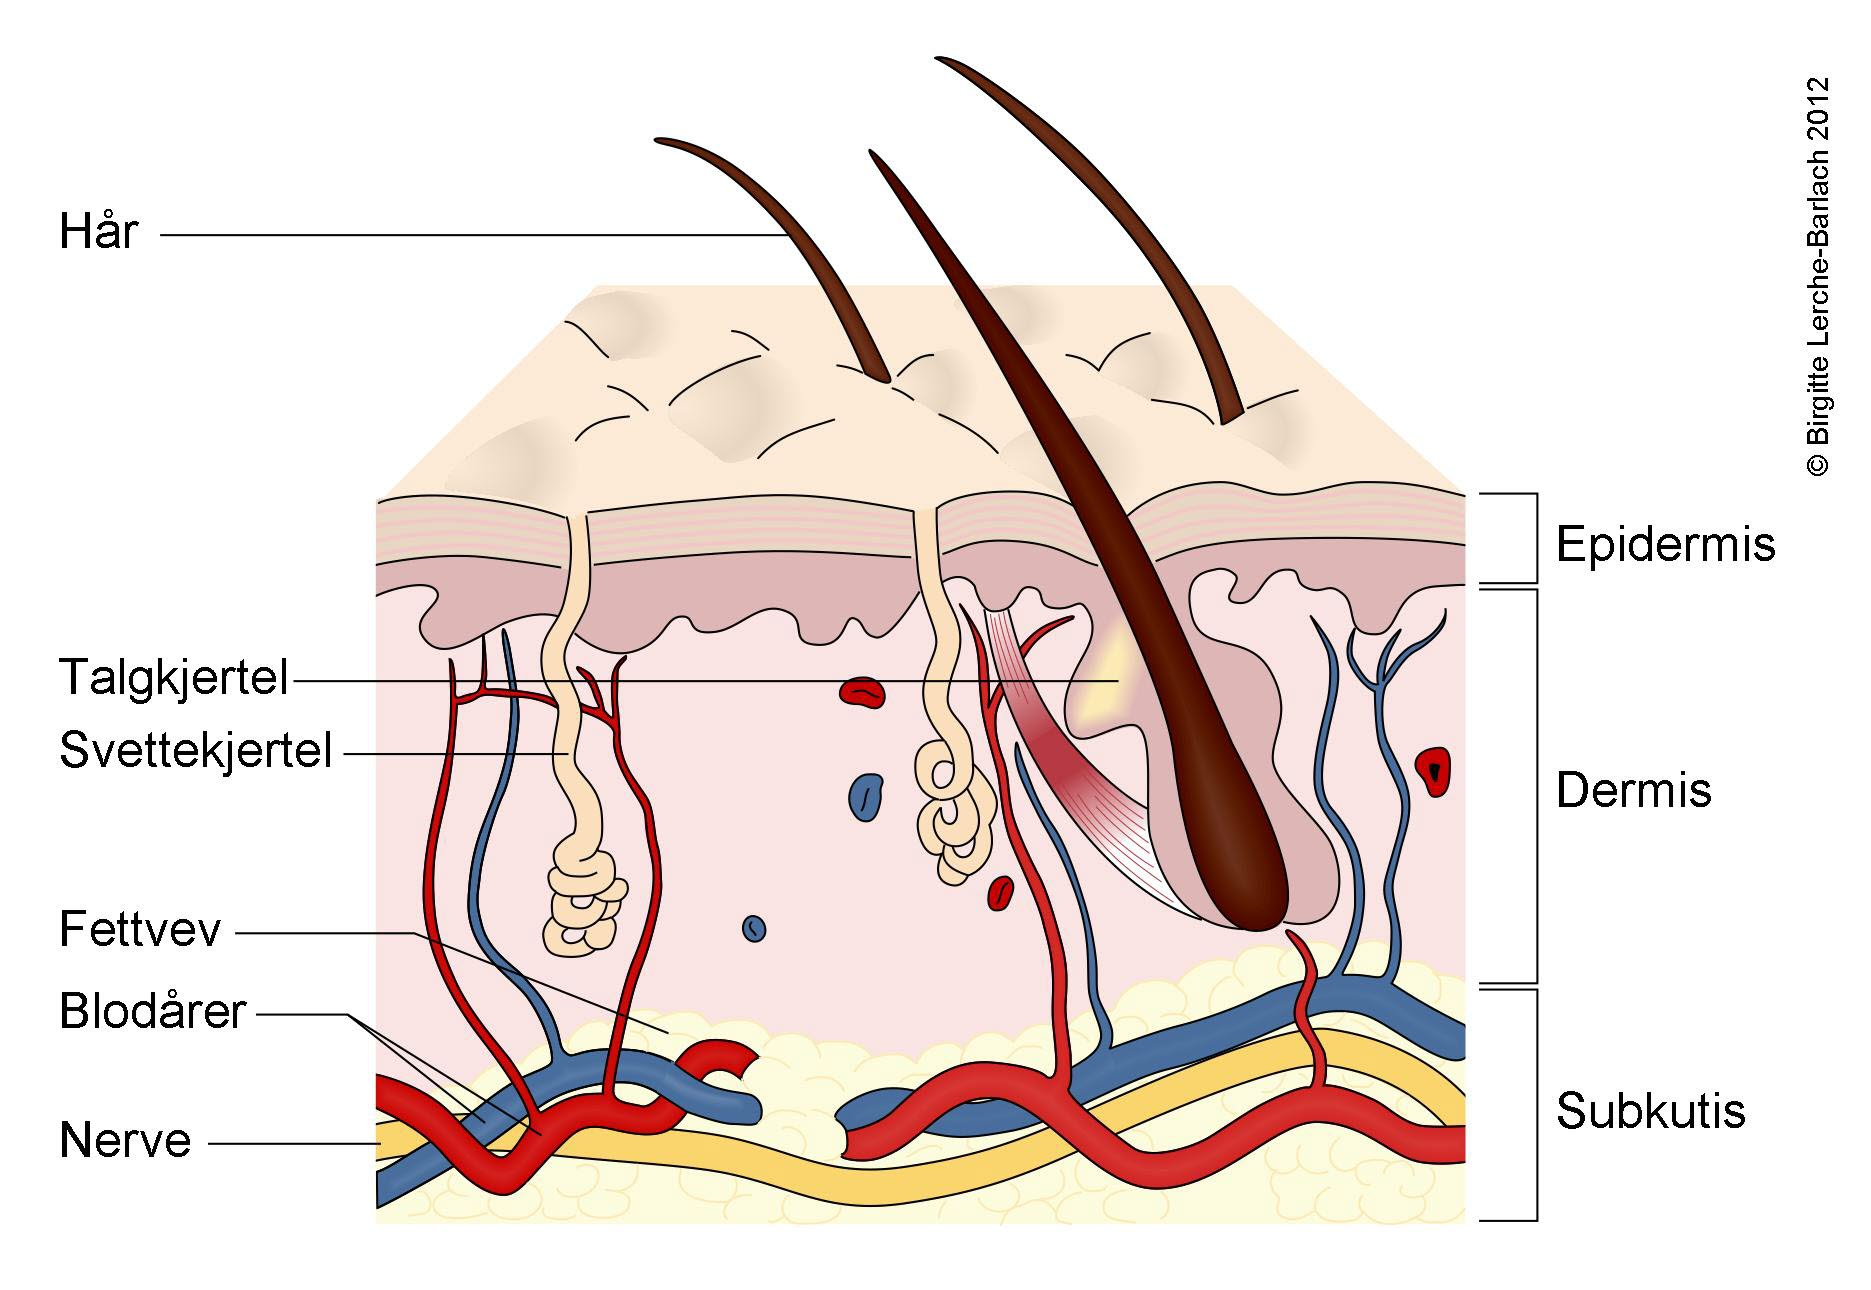 Hår
Talgkjertel
Svettekjertel
Fettvev
Blodårer
Nerve
Epidermis
Dermis
Subkutis
© Birgitte Lerche-Barlach 2012